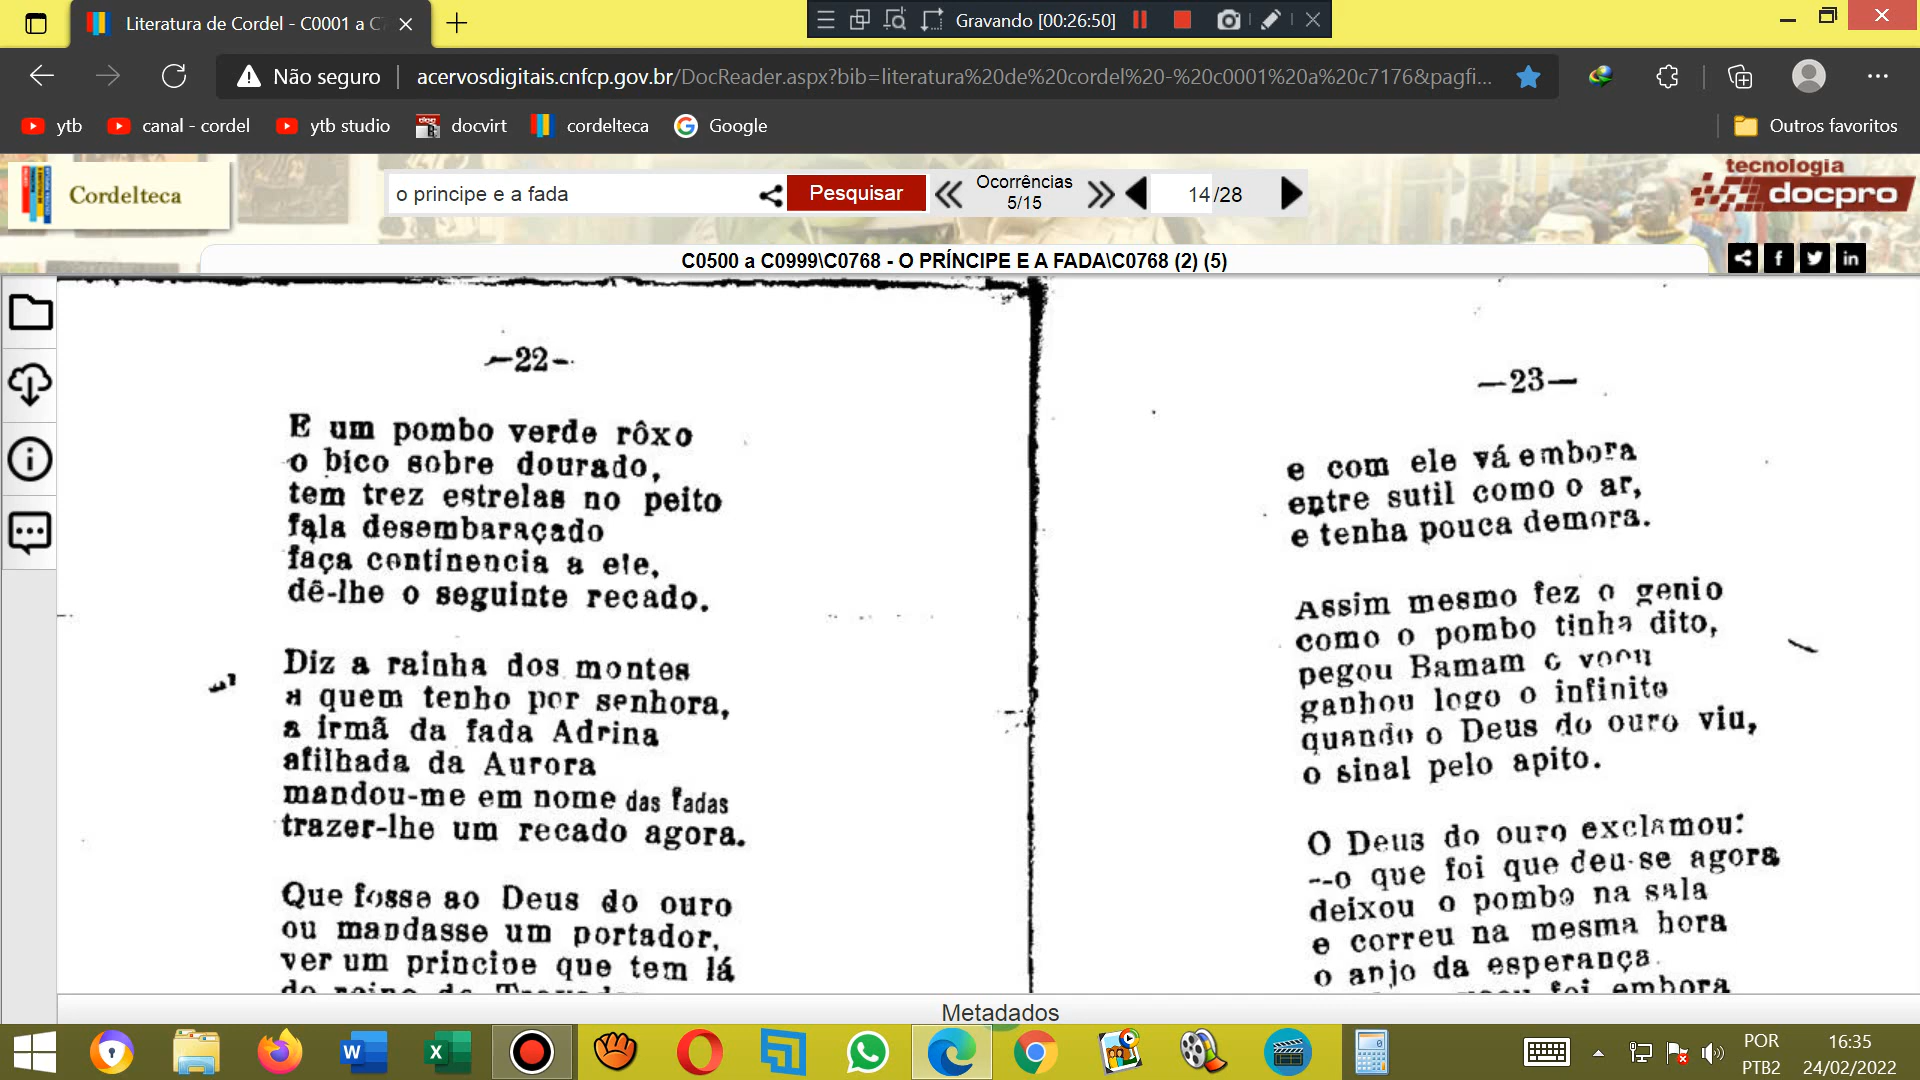 Literatura de Cordel - C0001 a C
Gravando [00:26:50]
Não seguro
acervosdigitais.cnfcp.gov.br/DocReader.aspx?bib=literatura%20de%20cordel%20-%20c0001%20a%20c7176&pagfi...
ytb
canal - cordel
ytb studio
docvirt
cordelteca
Google
Outros favoritos
Cordelteca
o principe e a fada
Pesquisar
Ocorrências
5/15
14 /28
tecnologia
docpro
C0500 a C0999\C0768 - O PRÍNCIPE E A FADA\C0768 (2) (5)
—22—
E um pombo verde rôxo
o bico sobre dourado,
tem trez estrelas no peito
fala desembaraçado
faça continencia a ele,
dê-lhe o seguinte recado.
Diz a rainha dos montes
a quem tenho por senhora,
a irmã da fada Adrina
afilhada da Aurora
mandou-me em nome das fadas
trazer-lhe um recado agora.
Que fosse ao Deus do ouro
ou mandasse um portador,
ver um principe que tem lá
do reino de
—23—
e com ele vá embora
entre sutil como o ar,
e tenha pouca demora.
Assim mesmo fez o genio
como o pombo tinha dito,
pegou Bamam e voou
ganhou logo o infinito
quando o Deus do ouro viu,
o sinal pelo apito.
O Deus do ouro exclamou:
--o que foi que deu-se agora
deixou o pombo na sala
e correu na mesma hora
o anjo da esperança
foi embora
Metadados
POR
PTB2
16:35
24/02/2022